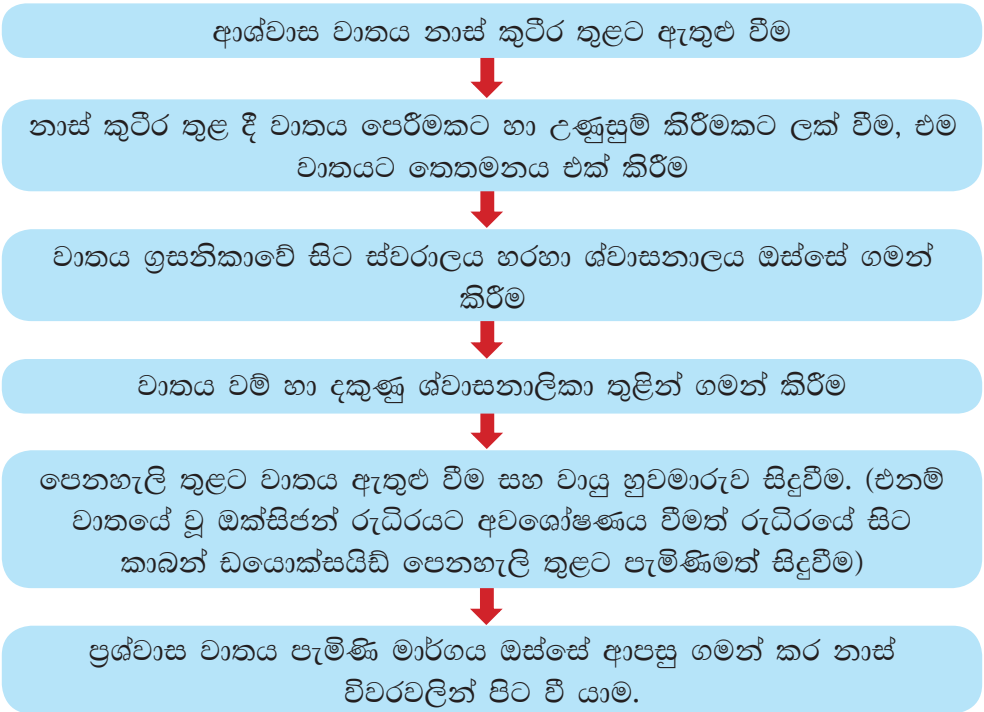 ආශ්වාස වාතය නාස් කුටීර තුළට ඇතුළු වීම
නාස් කුටීර තුළ දී වාතය පෙරීමකට හා උණුසුම් කිරීමකට ලක් වීම, එම
වාතයට තෙතමනය එක් කිරීම
වාතය ග්‍රසනිකාවේ සිට ස්වරාලය හරහා ශ්වාසනාලය ඔස්සේ ගමන්
කිරීම
වාතය වම් හා දකුණු ශ්වාසනාලිකා තුළින් ගමන් කිරීම
පෙනහැලි තුළට වාතය ඇතුළු වීම සහ වායු හුවමාරුව සිදුවීම. (එනම්
වාතයේ වූ ඔක්සිජන් රුධිරයට අවශෝෂණය වීමත් රුධිරයේ සිට
කාබන් ඩයොක්සයිඩ් පෙනහැලි තුළට පැමිණිමත් සිදුවීම)
ප්‍රශ්වාස වාතය පැමිණි මාර්ගය ඔස්සේ ආපසු ගමන් කර නාස්
විවරවලින් පිට වී යාම.